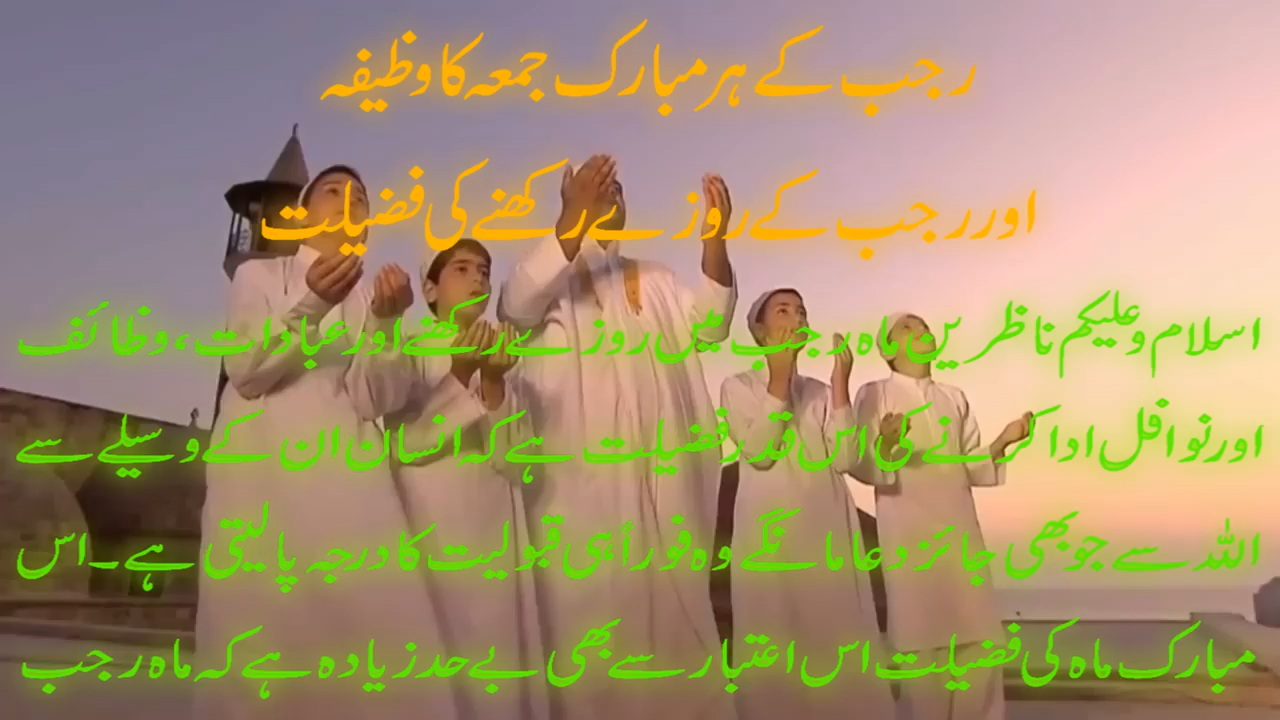 رجب کے ہر مبارک جمعہ کا وظیفہ
اور رجب کے روزے رکھنے کی فضیلت
اسلام و علیکم ناظرین ماہ رجب میں روزے رکھنے اور عبادات، وظائف
اور نوافل ادا کرنے کی اس قدر فضیلت ہے کہ انسان ان کے وسیلے سے
اللہ سے جو بھی جائز دعا مانگے وہ فوراً ہی قبولیت کا درجہ پا لیتی ہے۔ اس
مبارک ماہ کی فضیلت اس اعتبار سے بھی بے حد زیادہ ہے کہ ماہ رجب